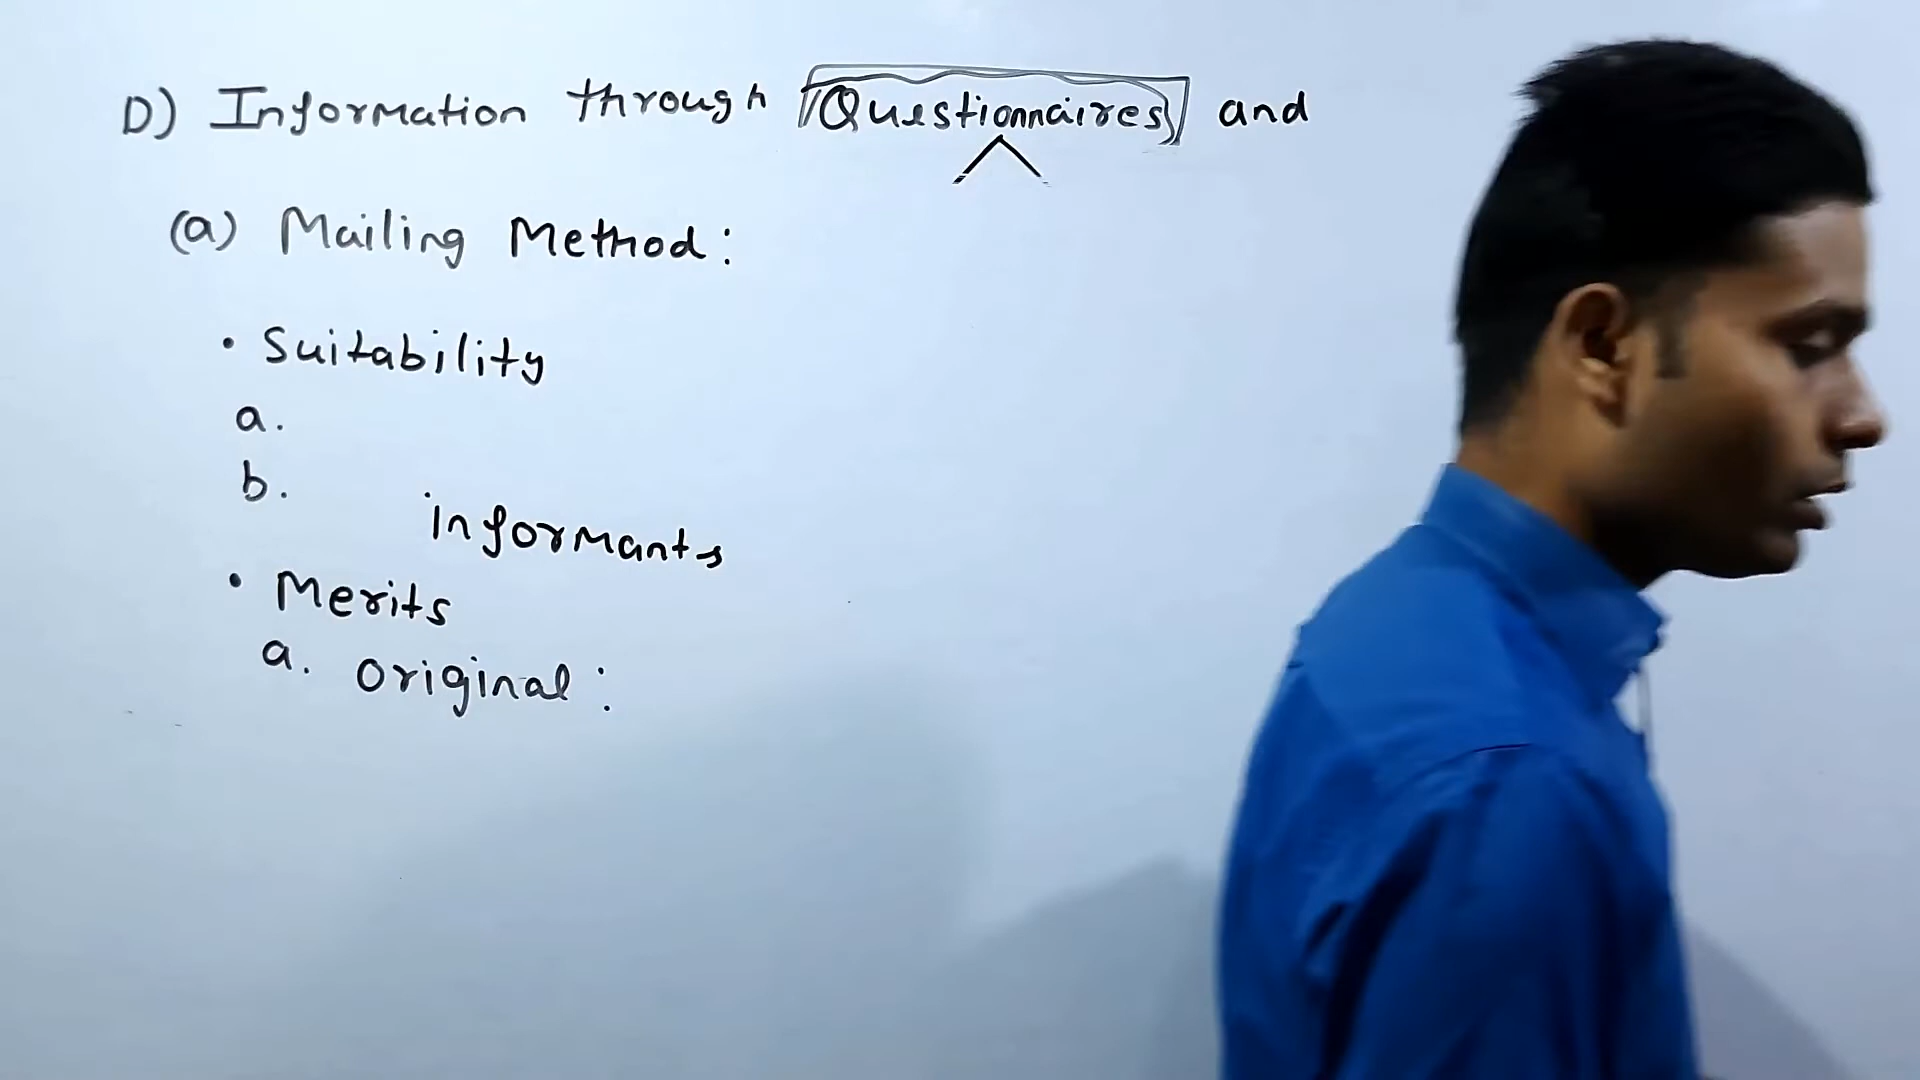 D) Information through Questionnaires and
(a) Mailing Method:
• Suitability
a.
b.
informants
• Merits
a. Original: